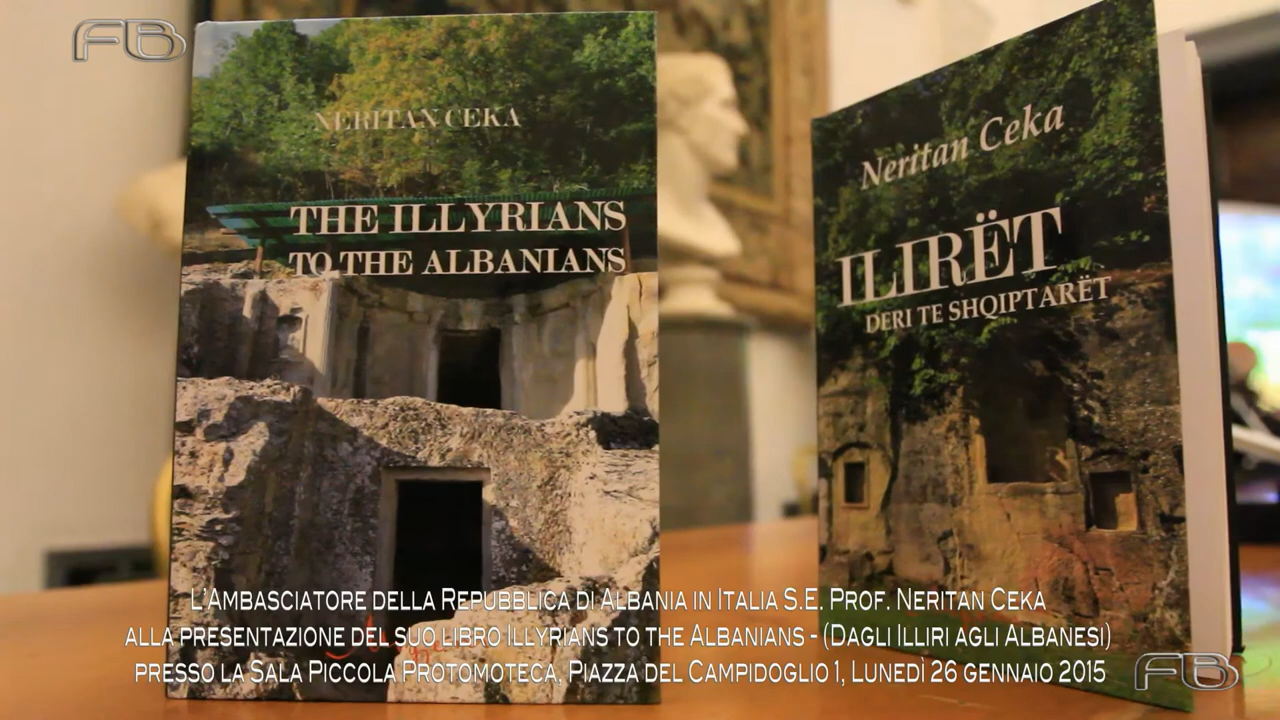 FB
NERITAN CEKA
THE ILLYRIANS
TO THE ALBANIANS
Neritan Ceka
ILIRËT
DERI TE SHQIPTARËT
L'AMBASCIATORE DELLA REPUBBLICA DI ALBANIA IN ITALIA S.E. PROF. NERITAN CEKA
ALLA PRESENTAZIONE DEL SUO LIBRO ILLYRIANS TO THE ALBANIANS - (DAGLI ILLIRI AGLI ALBANESI)
PRESSO LA SALA PICCOLA PROTOMOTECA, PIAZZA DEL CAMPIDOGLIO 1, LUNEDÌ 26 GENNAIO 2015
FB